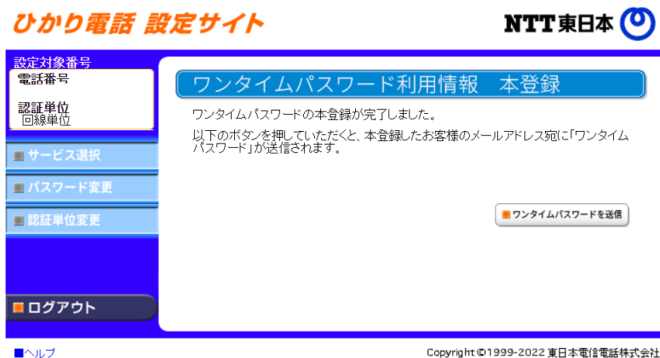 ひかり電話 設定サイト
NTT東日本
設定対象番号
電話番号
認証単位
回線単位
サービス選択
パスワード変更
認証単位変更
ログアウト
ワンタイムパスワード利用情報 本登録
ワンタイムパスワードの本登録が完了しました。
以下のボタンを押していただくと、本登録したお客様のメールアドレス宛に「ワンタイム
パスワード」が送信されます。
ワンタイムパスワードを送信
ヘルプ
Copyright©1999-2022 東日本電信電話株式会社